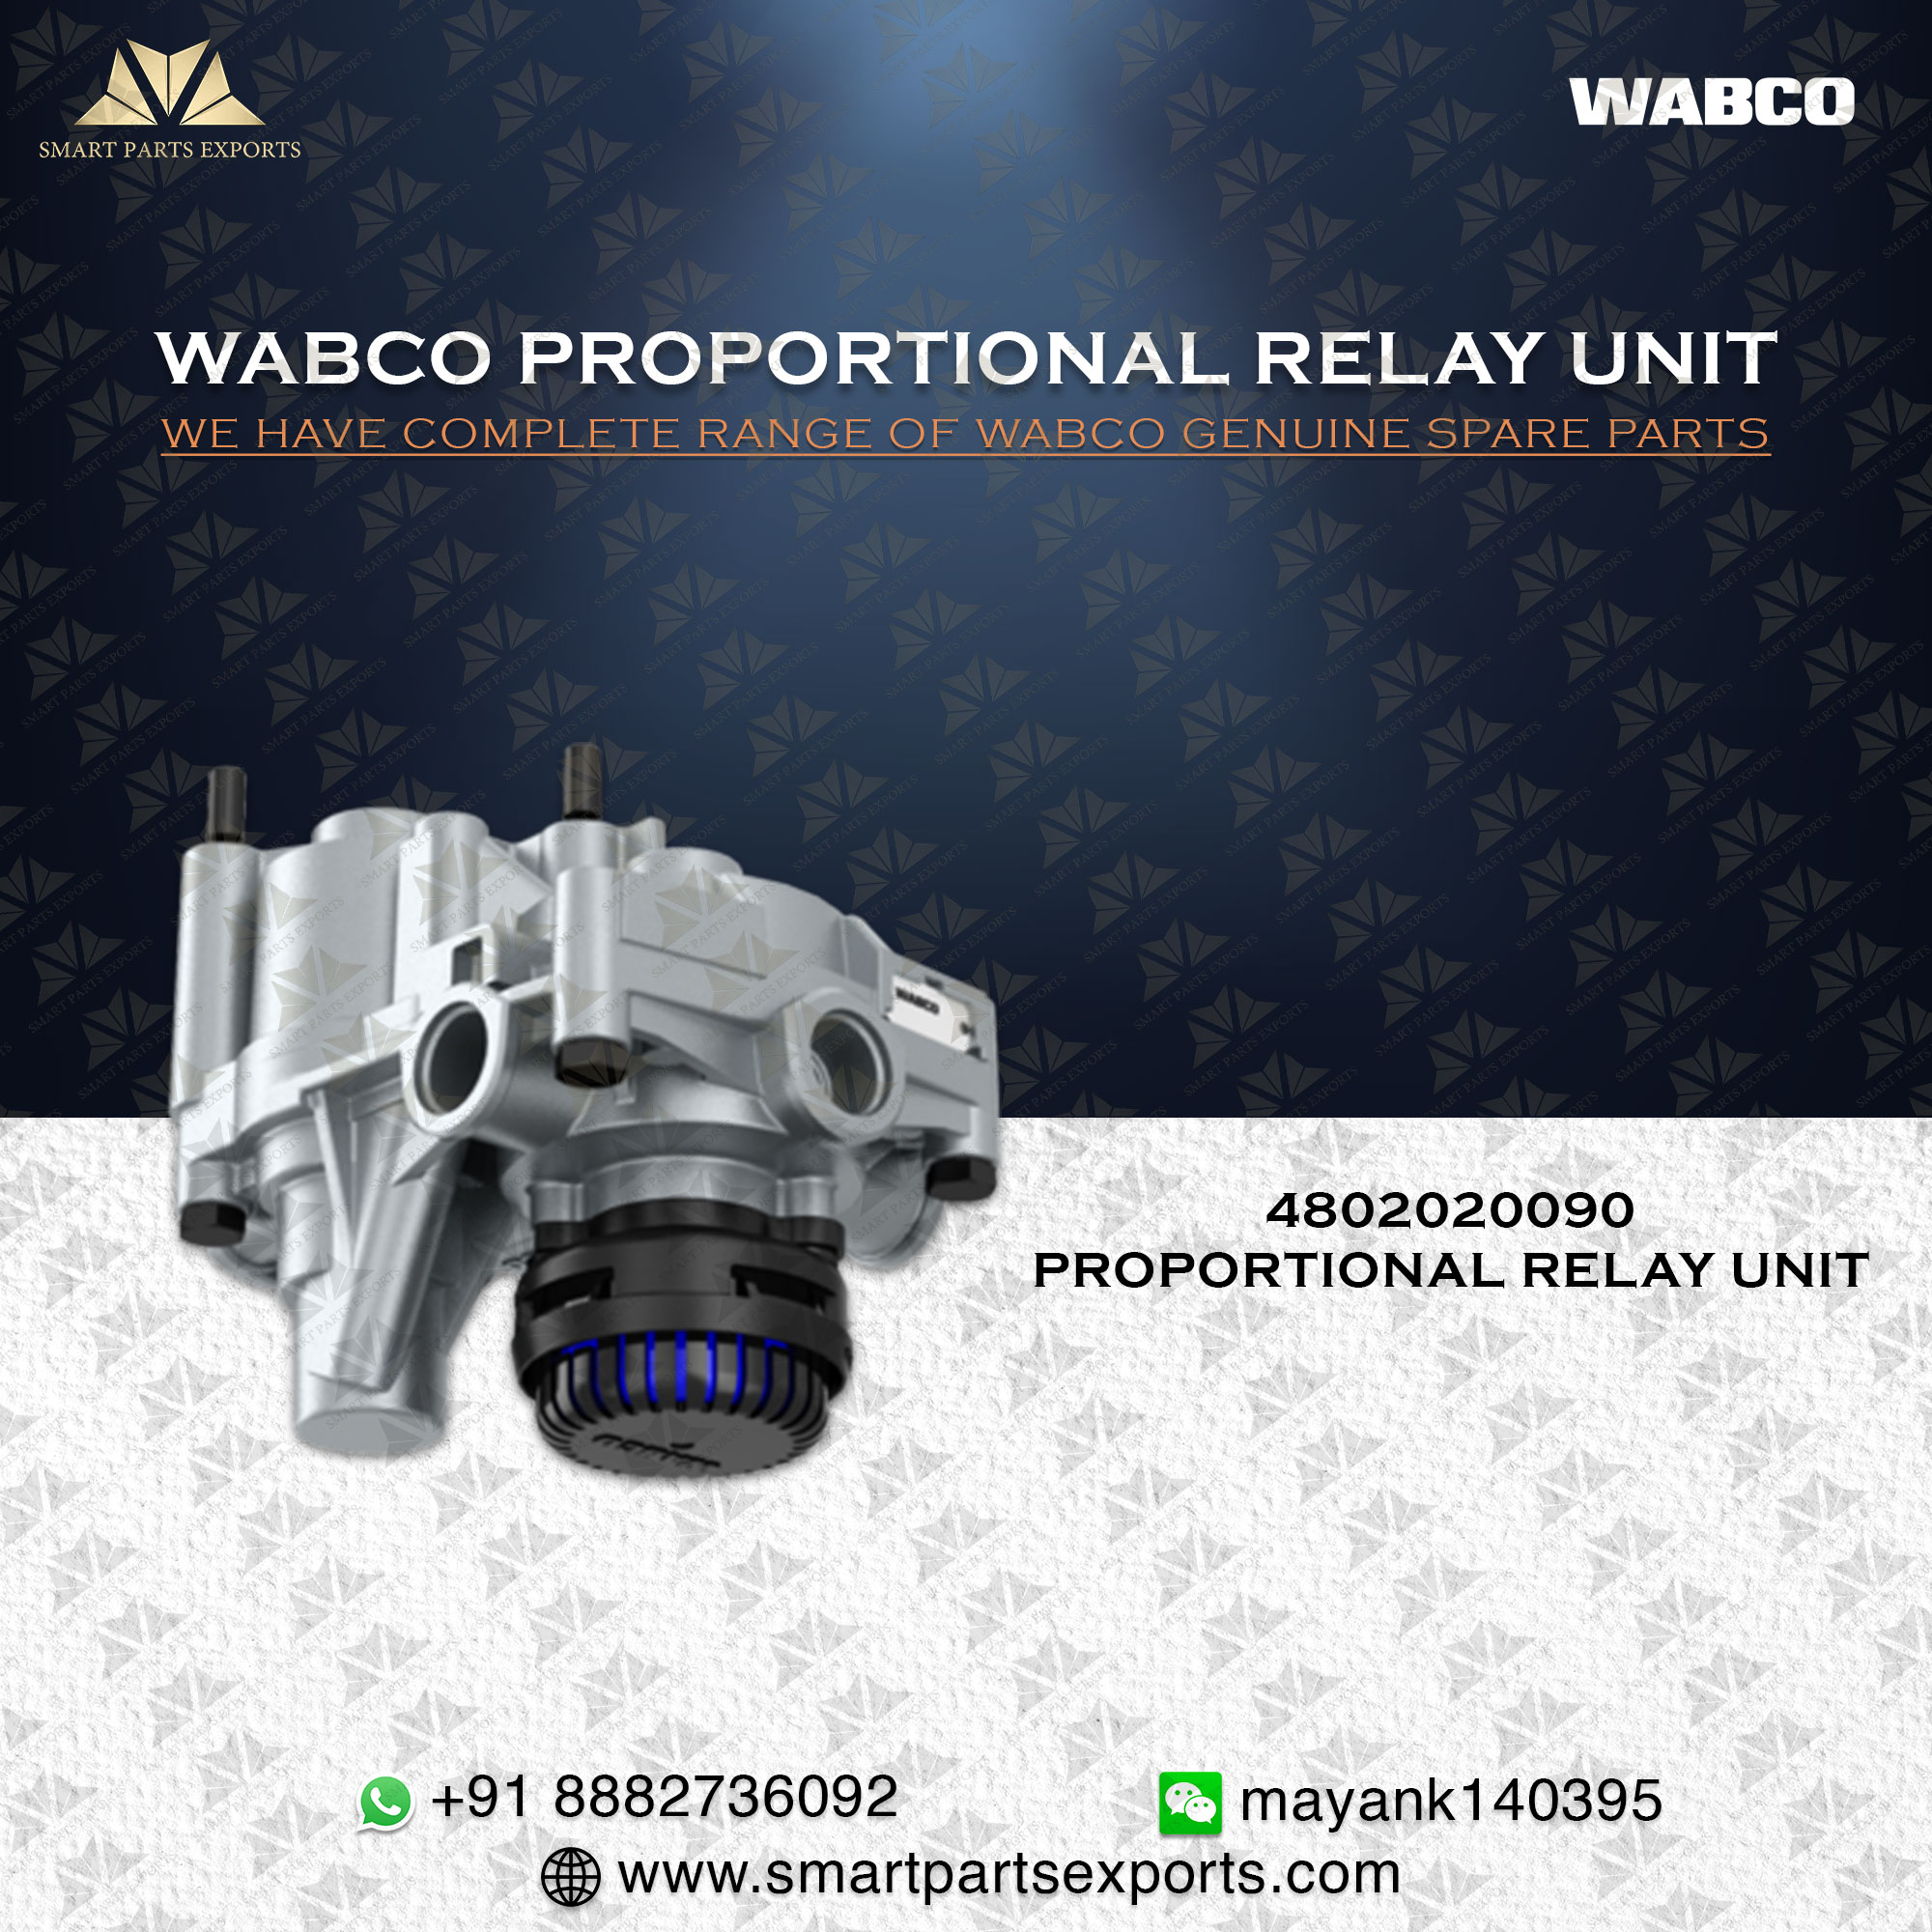 SMART PARTS EXPORTS
WABCO
WABCO PROPORTIONAL RELAY UNIT
WE HAVE COMPLETE RANGE OF WABCO GENUINE SPARE PARTS
WABCO
4802020090
PROPORTIONAL RELAY UNIT
+91 8882736092
mayank140395
www.smartpartsexports.com